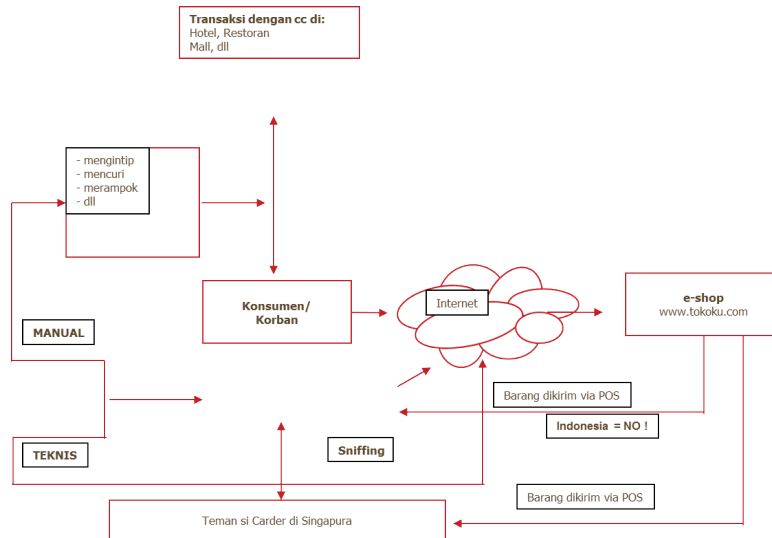 Transaksi dengan cc di:
Hotel, Restoran
Mall, dll
- mengintip
- mencuri
- merampok
- dll
Konsumen/
Korban
Internet
e-shop
www.tokoku.com
MANUAL
Barang dikirim via POS
Indonesia = NO !
TEKNIS
Sniffing
Barang dikirim via POS
Teman si Carder di Singapura